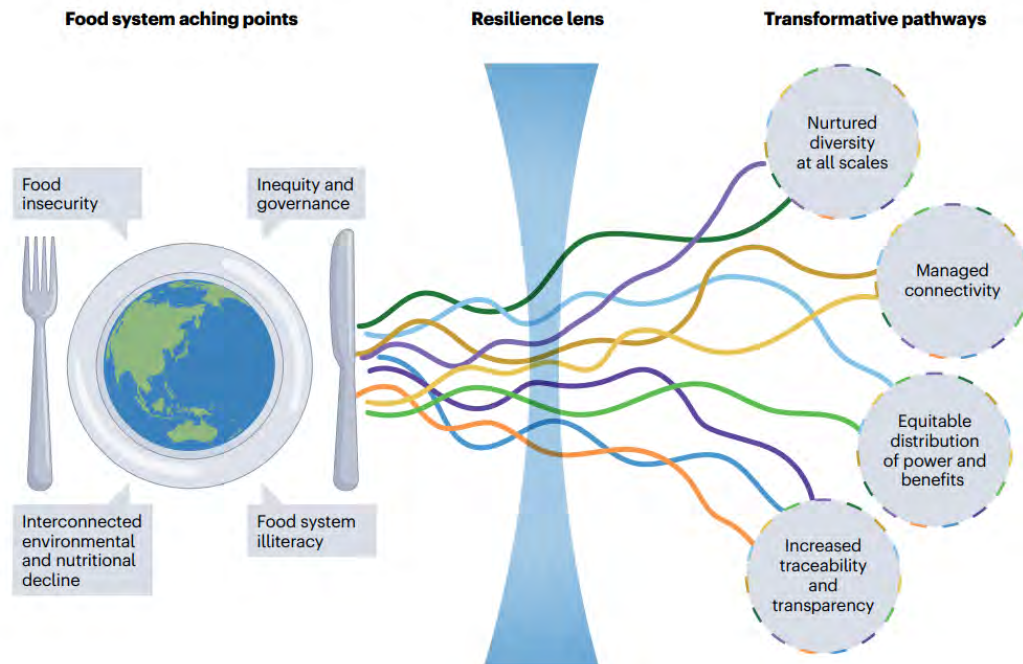 Food system aching points
Resilience lens
Transformative pathways
Food
insecurity
Inequity and
governance
Interconnected
environmental
and nutritional
decline
Food system
illiteracy
Nurtured
diversity
at all scales
Managed
connectivity
Equitable
distribution
of power and
benefits
Increased
traceability
and
transparency